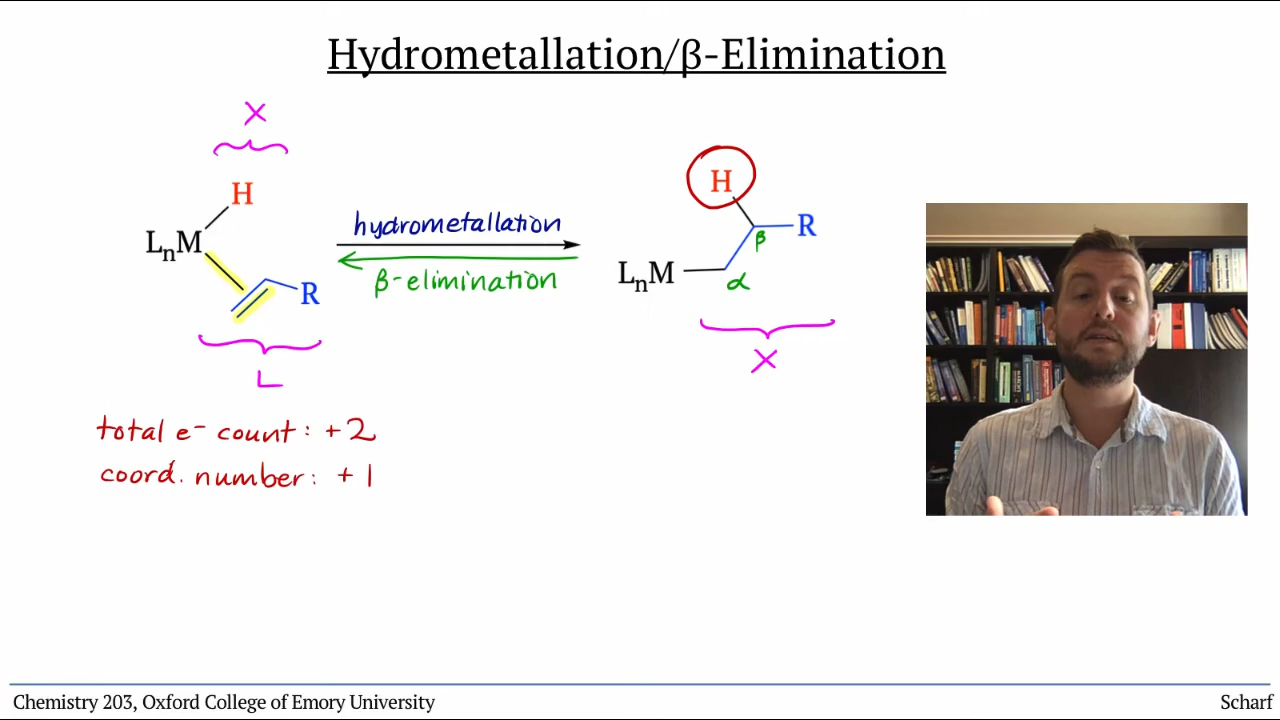 Hydrometallation/β-Elimination
X
H
LnM
R
L
hydrometallation
β-elimination
H
R
β
LnM
α
X
total e⁻ count: +2
coord. number: +1
Chemistry 203, Oxford College of Emory University
Scharf